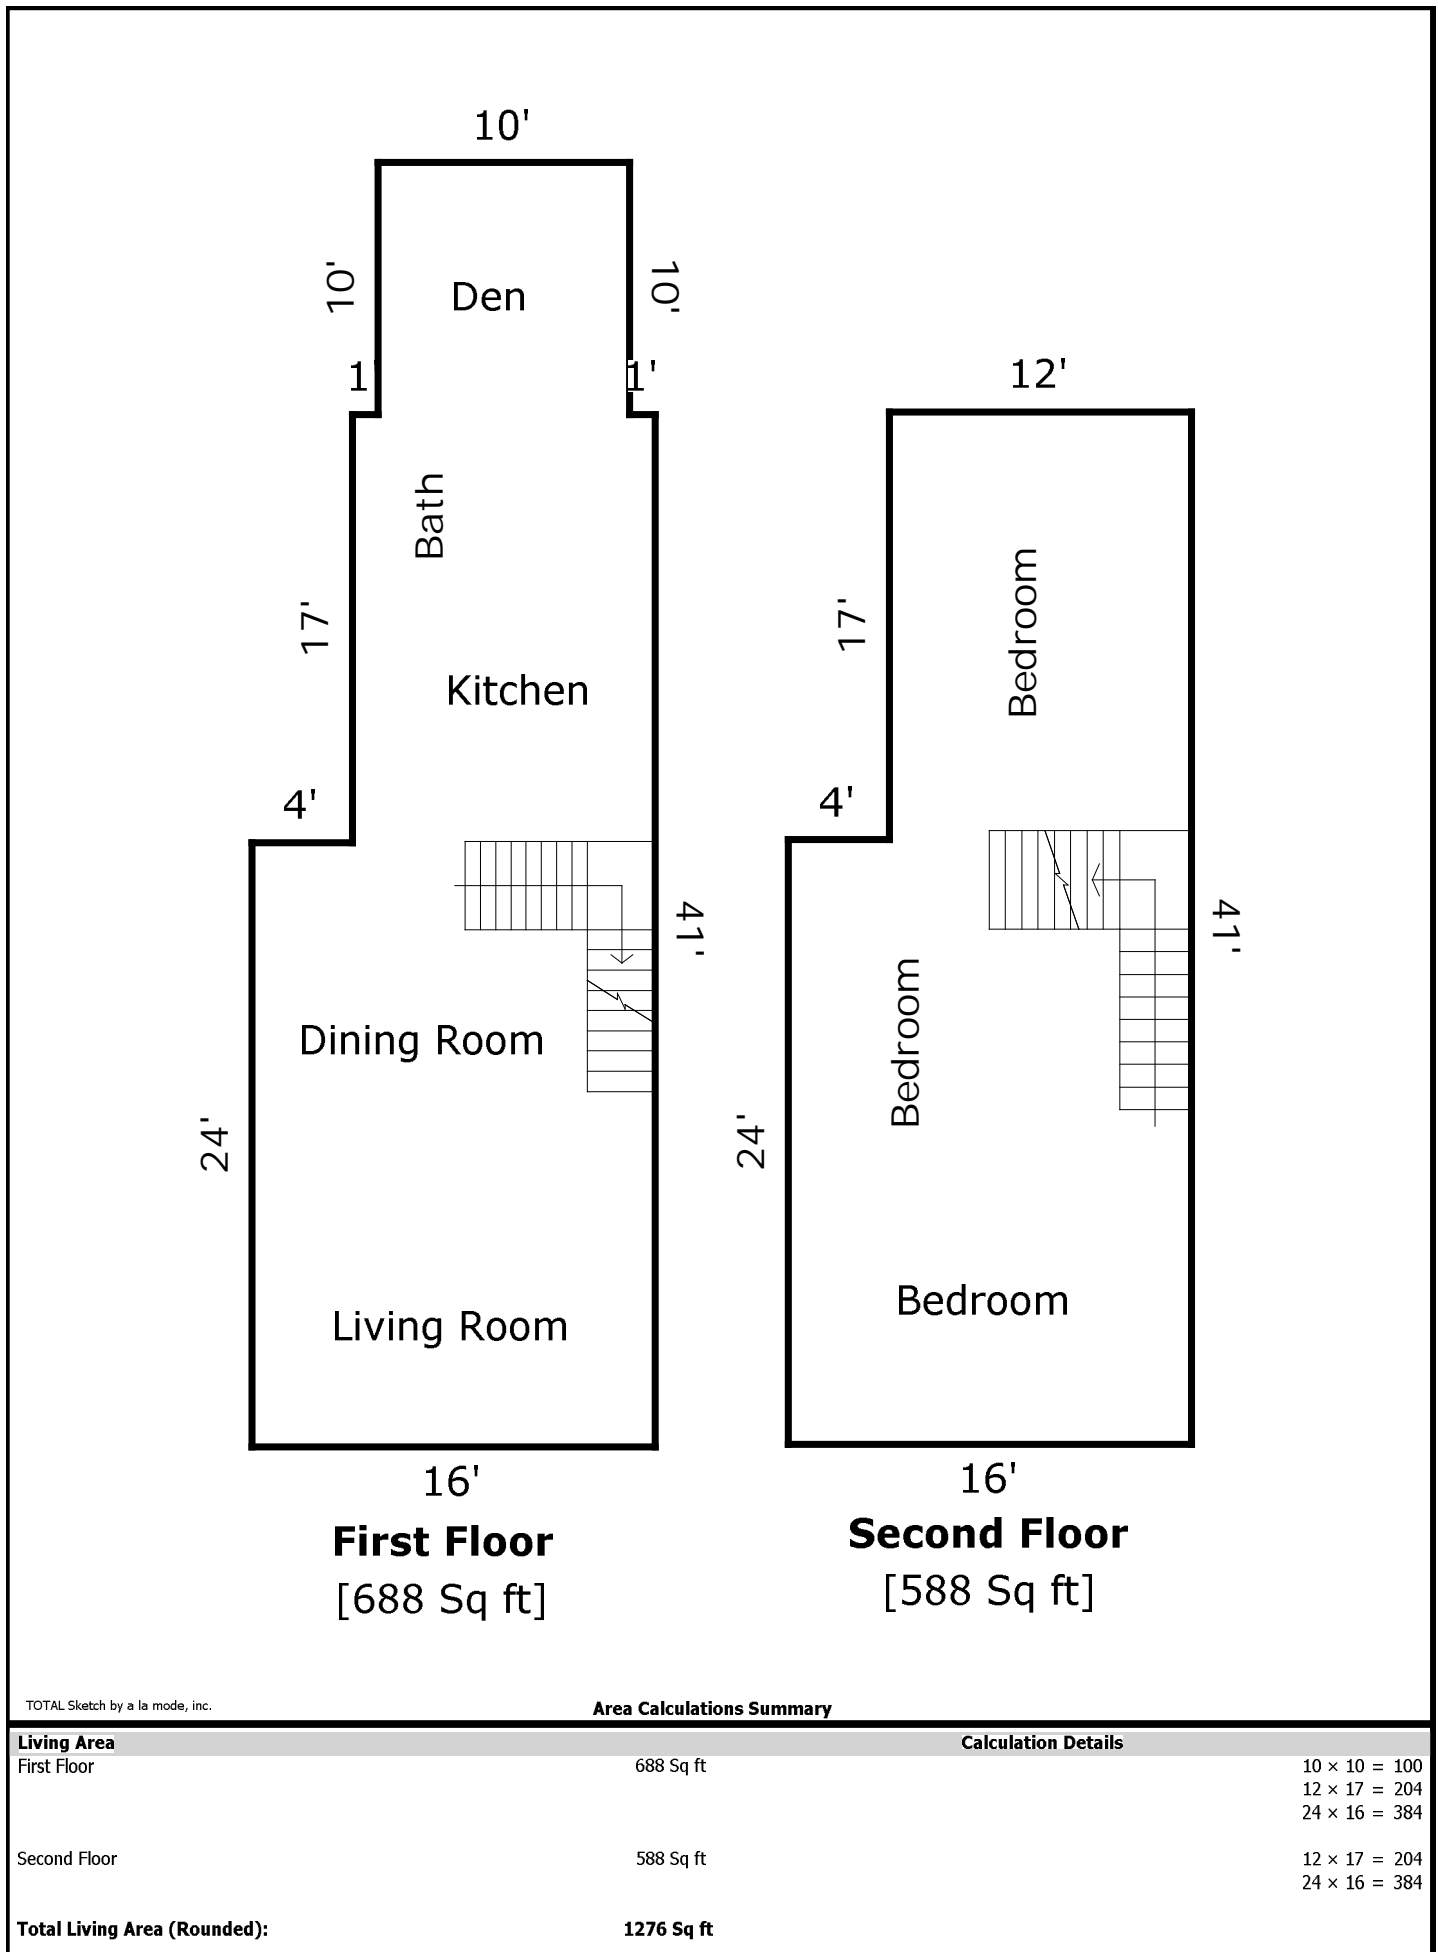 10'
10'
Den
10'
1'
1'
12'
Bath
17'
Kitchen
4'
41'
Dining Room
24'
Living Room
16'
First Floor
[688 Sq ft]
17'
Bedroom
4'
41'
Bedroom
24'
Bedroom
16'
Second Floor
[588 Sq ft]
TOTAL Sketch by a la mode, inc.
Area Calculations Summary
Living Area Calculation Details
First Floor 688 Sq ft 10 × 10 = 100
12 × 17 = 204
24 × 16 = 384
Second Floor 588 Sq ft 12 × 17 = 204
24 × 16 = 384
Total Living Area (Rounded): 1276 Sq ft